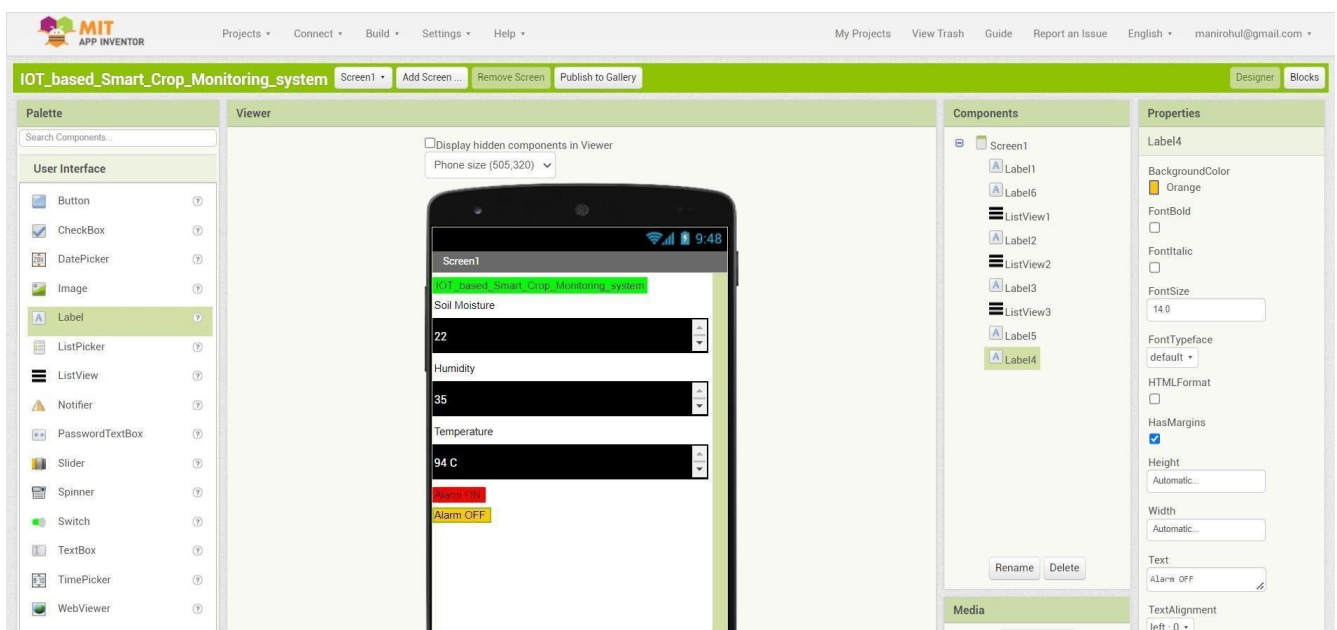 MIT
APP INVENTOR
Projects Connect Build Settings Help My Projects View Trash Guide Report an Issue English manirohul@gmail.com
IOT_based_Smart_Crop_Monitoring_system Screen1 Add Screen ... Remove Screen Publish to Gallery Designer Blocks
Palette
Search Components...
User Interface
Button
CheckBox
DatePicker
Image
Label
ListPicker
ListView
Notifier
PasswordTextBox
Slider
Spinner
Switch
TextBox
TimePicker
WebViewer
Viewer
Display hidden components in Viewer
Phone size (505,320)
9:48
Screen1
IOT_based_Smart_Crop_Monitoring_system
Soil Moisture
22
Humidity
35
Temperature
94 C
Alarm ON
Alarm OFF
Components
Screen1
Label1
Label6
ListView1
Label2
ListView2
Label3
ListView3
Label5
Label4
Rename Delete
Media
Properties
Label4
BackgroundColor
Orange
FontBold
FontItalic
FontSize
14.0
FontTypeface
default
HTMLFormat
HasMargins
Height
Automatic...
Width
Automatic...
Text
Alarm OFF
TextAlignment
left : 0